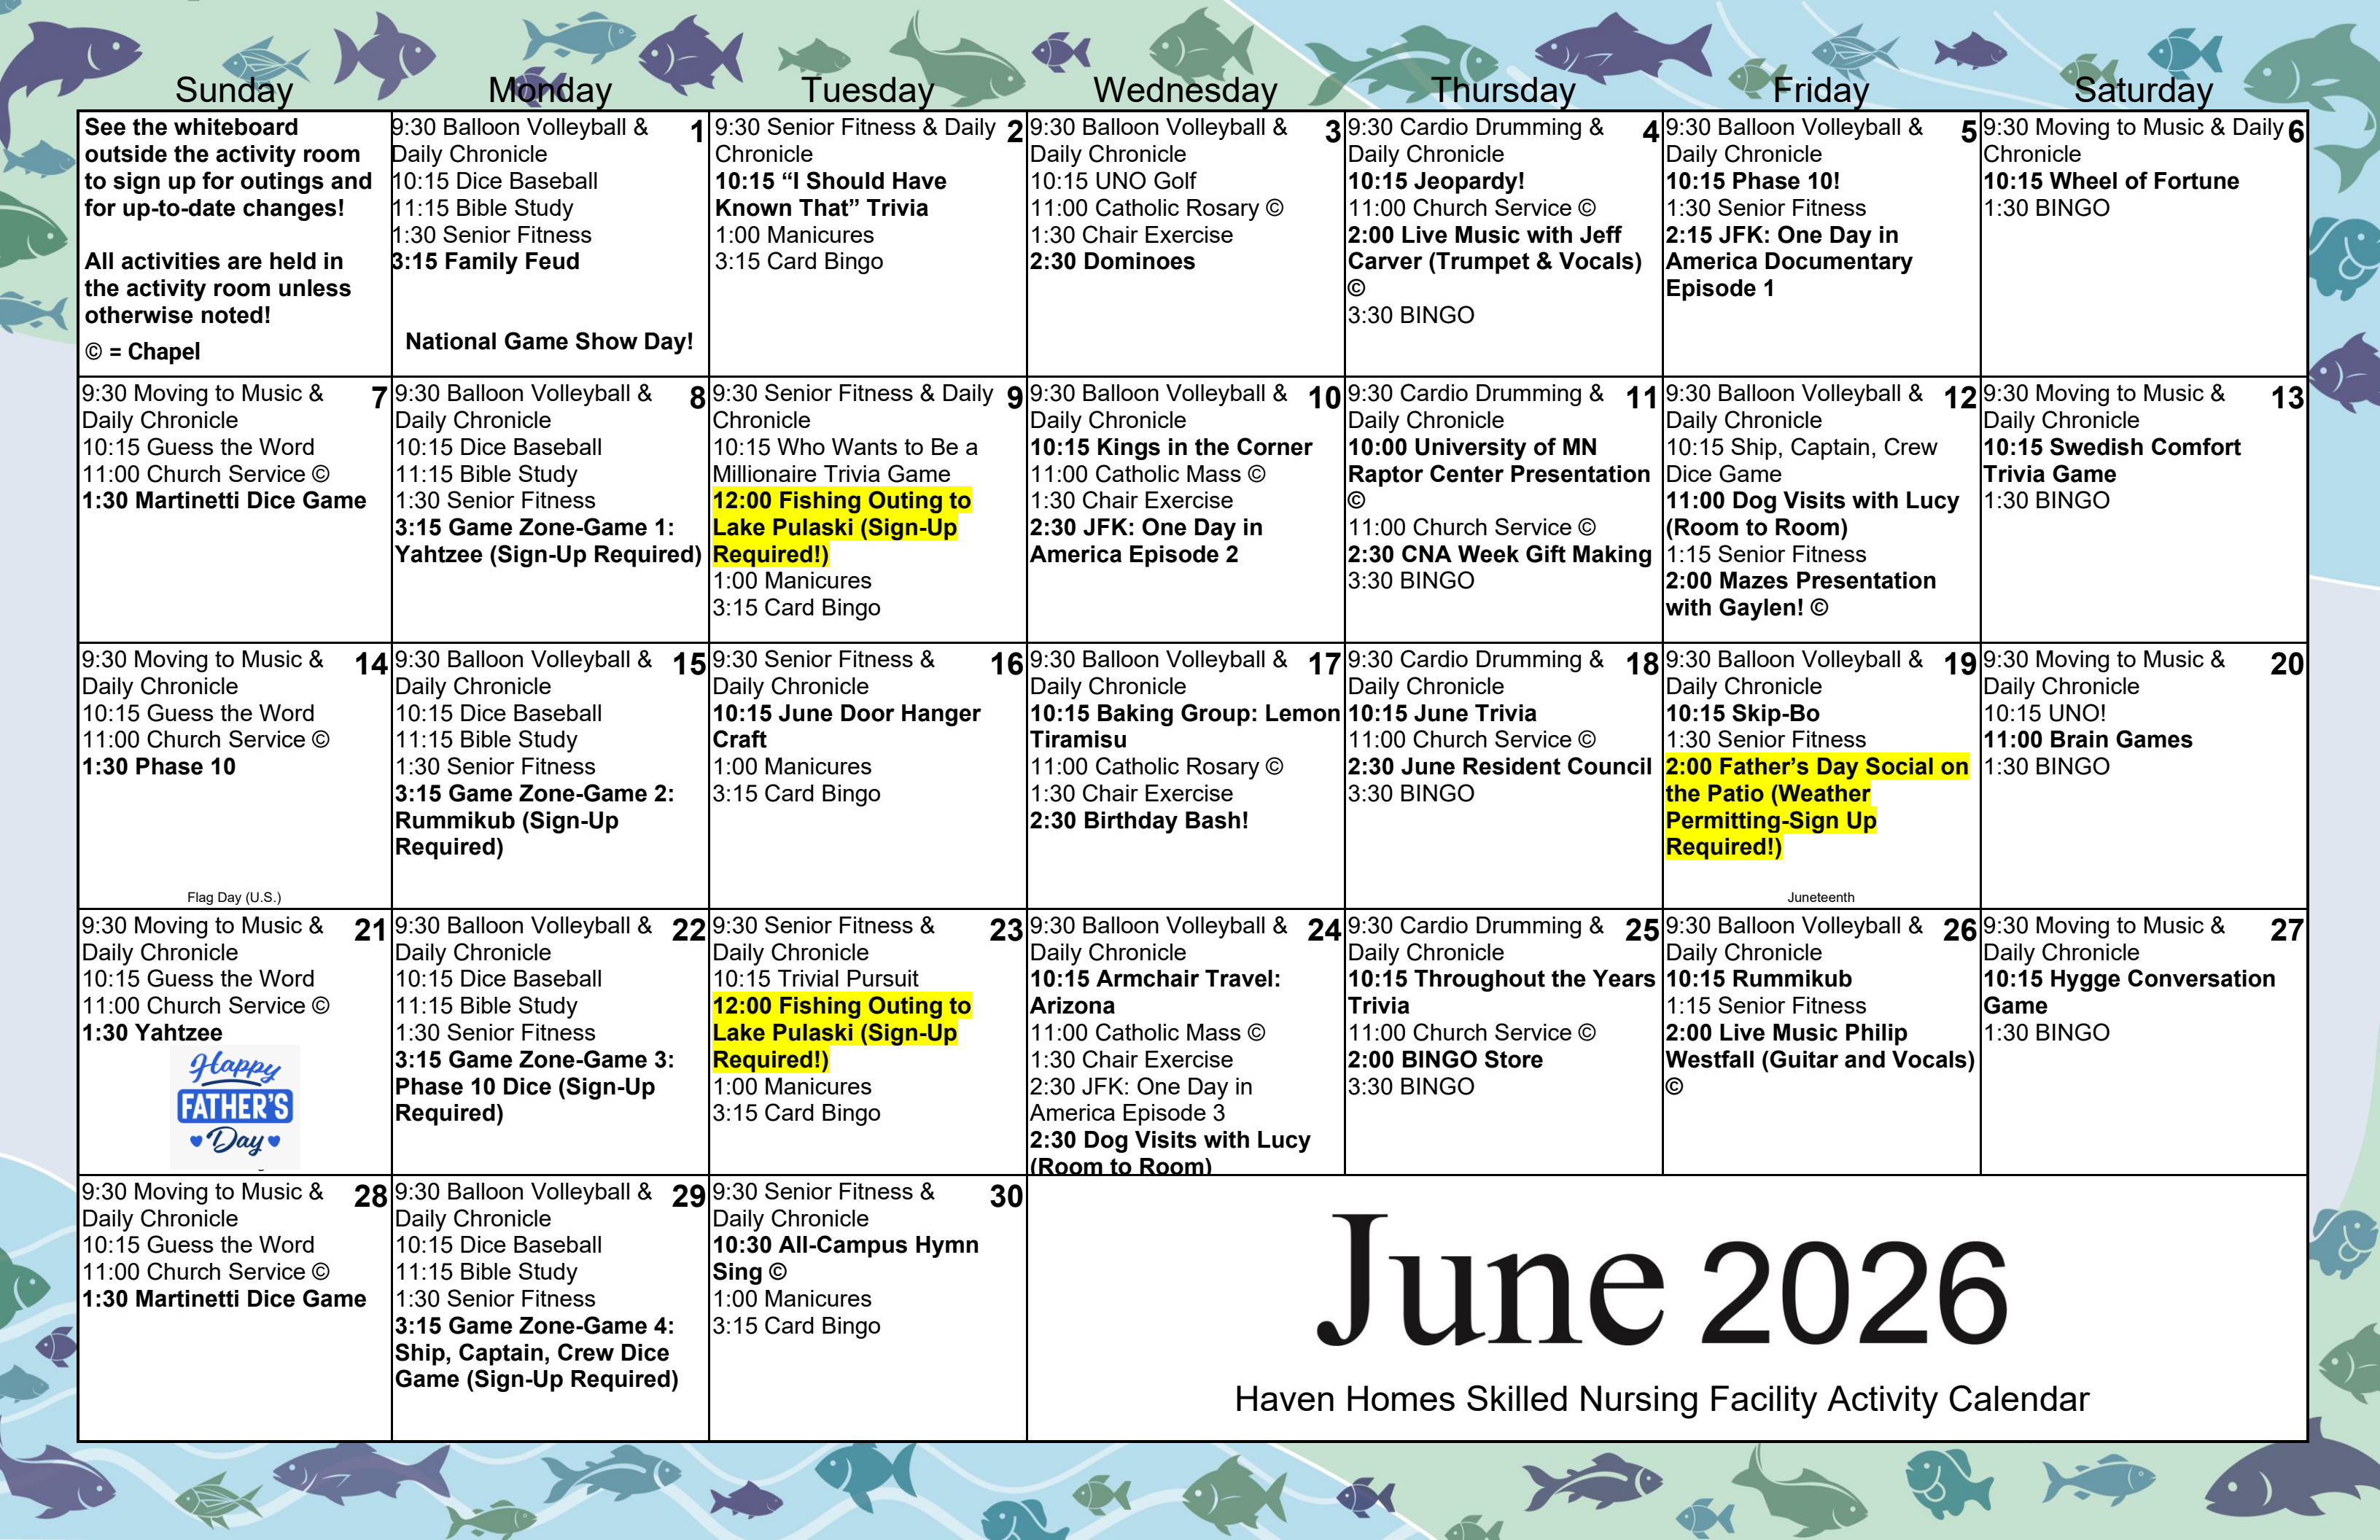 Sunday Monday Tuesday Wednesday Thursday Friday Saturday
See the whiteboard
outside the activity room
to sign up for outings and
for up-to-date changes!
All activities are held in
the activity room unless
otherwise noted!
© = Chapel
1
9:30 Balloon Volleyball &
Daily Chronicle
10:15 Dice Baseball
11:15 Bible Study
1:30 Senior Fitness
3:15 Family Feud
National Game Show Day!
2
9:30 Senior Fitness & Daily
Chronicle
10:15 “I Should Have
Known That” Trivia
1:00 Manicures
3:15 Card Bingo
3
9:30 Balloon Volleyball &
Daily Chronicle
10:15 UNO Golf
11:00 Catholic Rosary ©
1:30 Chair Exercise
2:30 Dominoes
4
9:30 Cardio Drumming &
Daily Chronicle
10:15 Jeopardy!
11:00 Church Service ©
2:00 Live Music with Jeff
Carver (Trumpet & Vocals)
©
3:30 BINGO
5
9:30 Balloon Volleyball &
Daily Chronicle
10:15 Phase 10!
1:30 Senior Fitness
2:15 JFK: One Day in
America Documentary
Episode 1
6
9:30 Moving to Music & Daily
Chronicle
10:15 Wheel of Fortune
1:30 BINGO
7
9:30 Moving to Music &
Daily Chronicle
10:15 Guess the Word
11:00 Church Service ©
1:30 Martinetti Dice Game
8
9:30 Balloon Volleyball &
Daily Chronicle
10:15 Dice Baseball
11:15 Bible Study
1:30 Senior Fitness
3:15 Game Zone-Game 1:
Yahtzee (Sign-Up Required)
9
9:30 Senior Fitness & Daily
Chronicle
10:15 Who Wants to Be a
Millionaire Trivia Game
12:00 Fishing Outing to
Lake Pulaski (Sign-Up
Required!)
1:00 Manicures
3:15 Card Bingo
10
9:30 Balloon Volleyball &
Daily Chronicle
10:15 Kings in the Corner
11:00 Catholic Mass ©
1:30 Chair Exercise
2:30 JFK: One Day in
America Episode 2
11
9:30 Cardio Drumming &
Daily Chronicle
10:00 University of MN
Raptor Center Presentation
©
11:00 Church Service ©
2:30 CNA Week Gift Making
3:30 BINGO
12
9:30 Balloon Volleyball &
Daily Chronicle
10:15 Ship, Captain, Crew
Dice Game
11:00 Dog Visits with Lucy
(Room to Room)
1:15 Senior Fitness
2:00 Mazes Presentation
with Gaylen! ©
13
9:30 Moving to Music &
Daily Chronicle
10:15 Swedish Comfort
Trivia Game
1:30 BINGO
14
9:30 Moving to Music &
Daily Chronicle
10:15 Guess the Word
11:00 Church Service ©
1:30 Phase 10
Flag Day (U.S.)
15
9:30 Balloon Volleyball &
Daily Chronicle
10:15 Dice Baseball
11:15 Bible Study
1:30 Senior Fitness
3:15 Game Zone-Game 2:
Rummikub (Sign-Up
Required)
16
9:30 Senior Fitness &
Daily Chronicle
10:15 June Door Hanger
Craft
1:00 Manicures
3:15 Card Bingo
17
9:30 Balloon Volleyball &
Daily Chronicle
10:15 Baking Group: Lemon
Tiramisu
11:00 Catholic Rosary ©
1:30 Chair Exercise
2:30 Birthday Bash!
18
9:30 Cardio Drumming &
Daily Chronicle
10:15 June Trivia
11:00 Church Service ©
2:30 June Resident Council
3:30 BINGO
19
9:30 Balloon Volleyball &
Daily Chronicle
10:15 Skip-Bo
1:30 Senior Fitness
2:00 Father’s Day Social on
the Patio (Weather
Permitting-Sign Up
Required!)
Juneteenth
20
9:30 Moving to Music &
Daily Chronicle
10:15 UNO!
11:00 Brain Games
1:30 BINGO
21
9:30 Moving to Music &
Daily Chronicle
10:15 Guess the Word
11:00 Church Service ©
1:30 Yahtzee
Happy
FATHER'S
Day
22
9:30 Balloon Volleyball &
Daily Chronicle
10:15 Dice Baseball
11:15 Bible Study
1:30 Senior Fitness
3:15 Game Zone-Game 3:
Phase 10 Dice (Sign-Up
Required)
23
9:30 Senior Fitness &
Daily Chronicle
10:15 Trivial Pursuit
12:00 Fishing Outing to
Lake Pulaski (Sign-Up
Required!)
1:00 Manicures
3:15 Card Bingo
24
9:30 Balloon Volleyball &
Daily Chronicle
10:15 Armchair Travel:
Arizona
11:00 Catholic Mass ©
1:30 Chair Exercise
2:30 JFK: One Day in
America Episode 3
2:30 Dog Visits with Lucy
(Room to Room)
25
9:30 Cardio Drumming &
Daily Chronicle
10:15 Throughout the Years
Trivia
11:00 Church Service ©
2:00 BINGO Store
3:30 BINGO
26
9:30 Balloon Volleyball &
Daily Chronicle
10:15 Rummikub
1:15 Senior Fitness
2:00 Live Music Philip
Westfall (Guitar and Vocals)
©
27
9:30 Moving to Music &
Daily Chronicle
10:15 Hygge Conversation
Game
1:30 BINGO
28
9:30 Moving to Music &
Daily Chronicle
10:15 Guess the Word
11:00 Church Service ©
1:30 Martinetti Dice Game
29
9:30 Balloon Volleyball &
Daily Chronicle
10:15 Dice Baseball
11:15 Bible Study
1:30 Senior Fitness
3:15 Game Zone-Game 4:
Ship, Captain, Crew Dice
Game (Sign-Up Required)
30
9:30 Senior Fitness &
Daily Chronicle
10:30 All-Campus Hymn
Sing ©
1:00 Manicures
3:15 Card Bingo
June 2026
Haven Homes Skilled Nursing Facility Activity Calendar